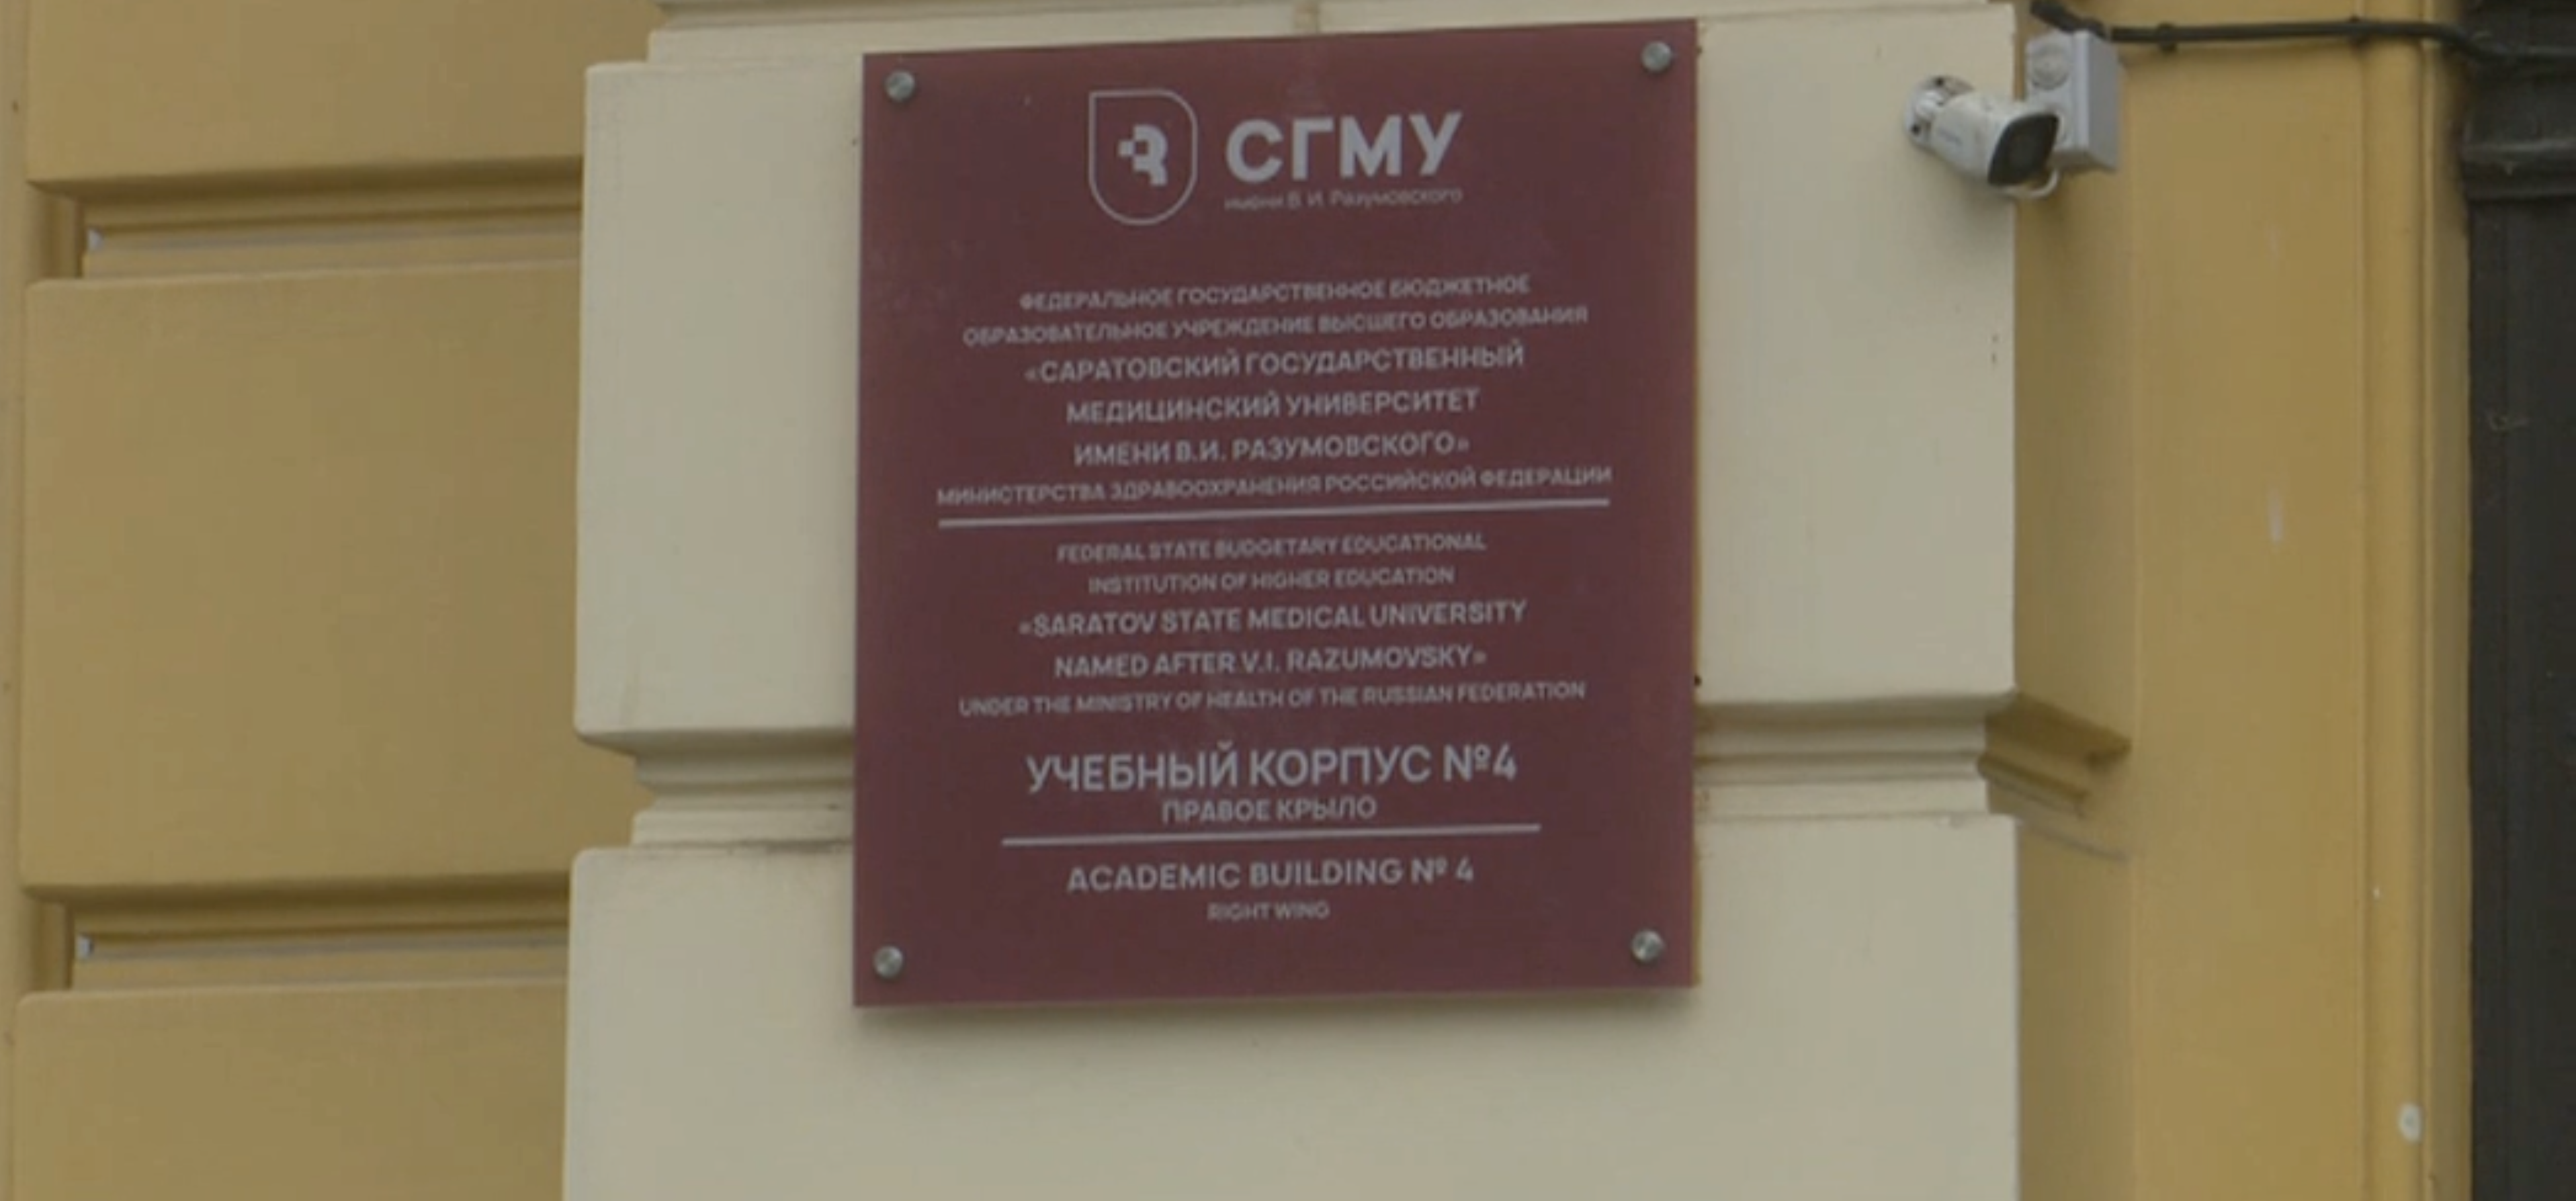 СГМУ
имени В. И. Разумовского
ФЕДЕРАЛЬНОЕ ГОСУДАРСТВЕННОЕ БЮДЖЕТНОЕ
ОБРАЗОВАТЕЛЬНОЕ УЧРЕЖДЕНИЕ ВЫСШЕГО ОБРАЗОВАНИЯ
«САРАТОВСКИЙ ГОСУДАРСТВЕННЫЙ
МЕДИЦИНСКИЙ УНИВЕРСИТЕТ
ИМЕНИ В.И. РАЗУМОВСКОГО»
МИНИСТЕРСТВА ЗДРАВООХРАНЕНИЯ РОССИЙСКОЙ ФЕДЕРАЦИИ
FEDERAL STATE BUDGETARY EDUCATIONAL
INSTITUTION OF HIGHER EDUCATION
«SARATOV STATE MEDICAL UNIVERSITY
NAMED AFTER V.I. RAZUMOVSKY»
UNDER THE MINISTRY OF HEALTH OF THE RUSSIAN FEDERATION
УЧЕБНЫЙ КОРПУС №4
ПРАВОЕ КРЫЛО
ACADEMIC BUILDING № 4
RIGHT WING